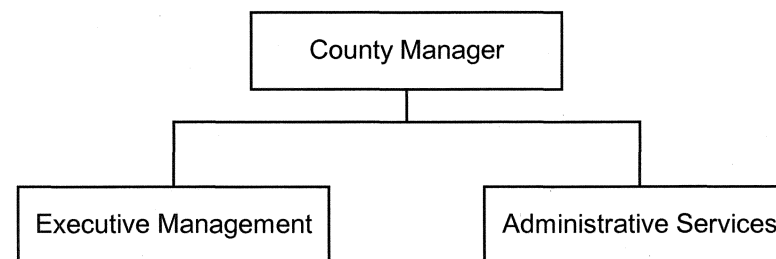 County Manager
Executive Management
Administrative Services